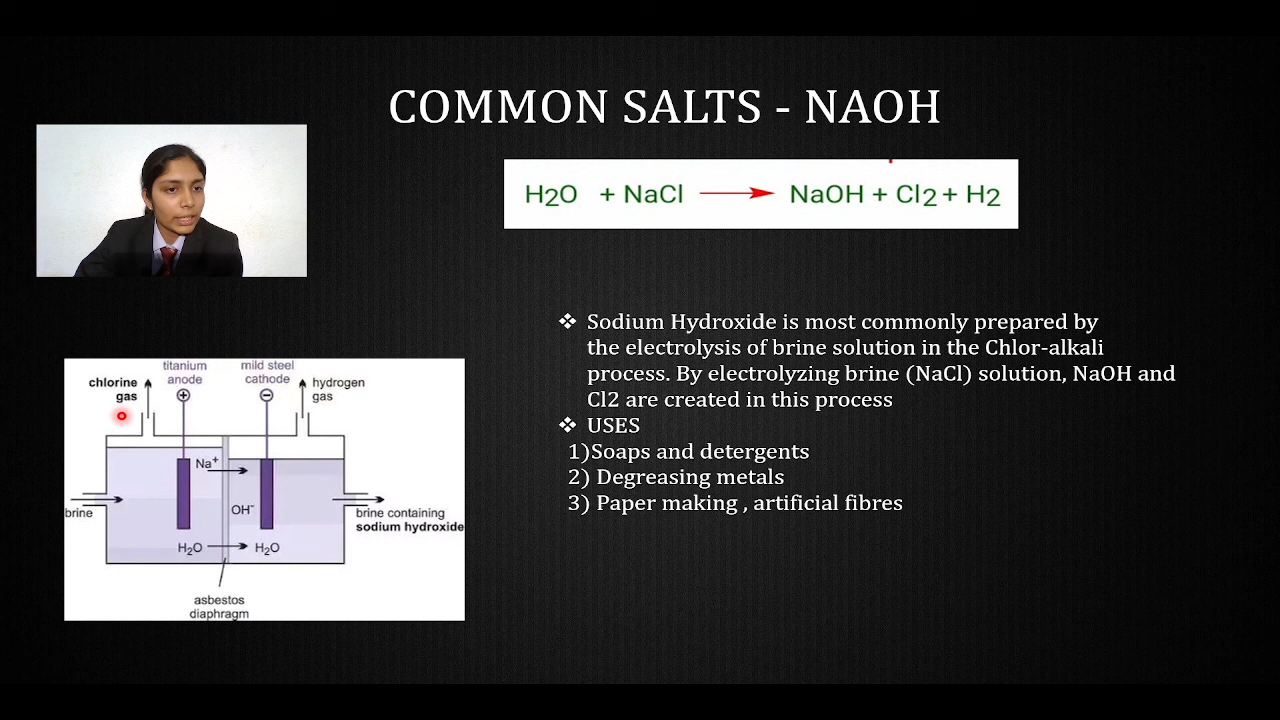 COMMON SALTS - NAOH
H2O + NaCl → NaOH + Cl2 + H2
❖ Sodium Hydroxide is most commonly prepared by
the electrolysis of brine solution in the Chlor-alkali
process. By electrolyzing brine (NaCl) solution, NaOH and
Cl2 are created in this process
❖ USES
1)Soaps and detergents
2) Degreasing metals
3) Paper making , artificial fibres
titanium
anode
mild steel
cathode
chlorine
gas
hydrogen
gas
+
−
Na⁺
OH⁻
brine
brine containing
sodium hydroxide
H₂O
H₂O
asbestos
diaphragm